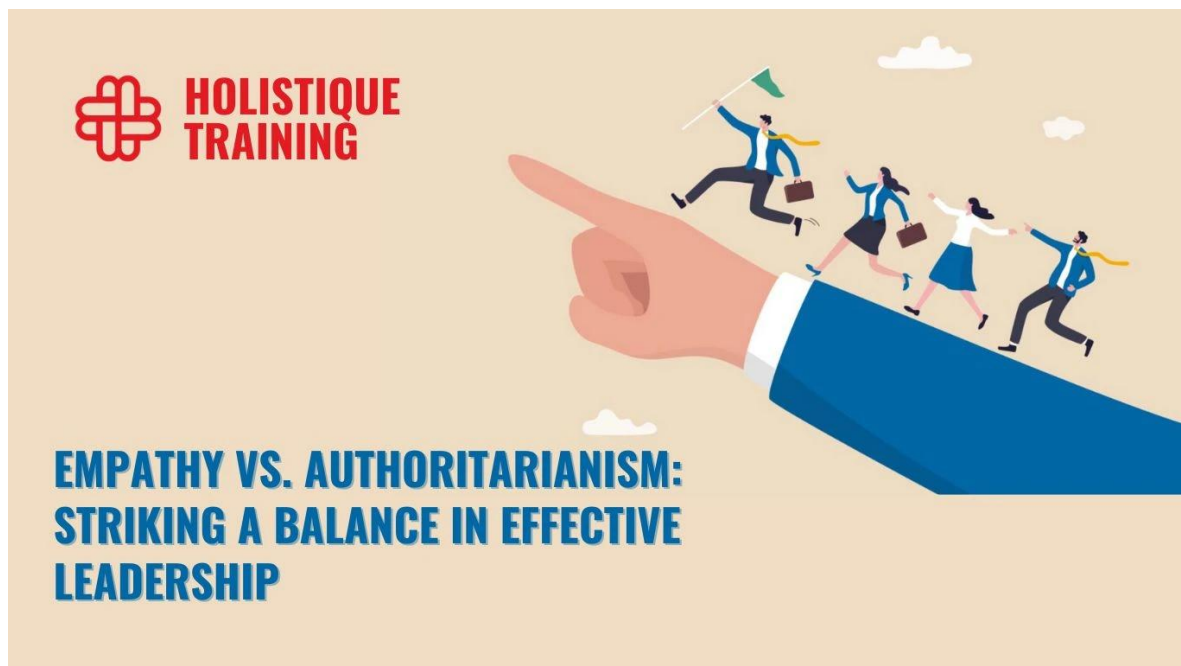 HOLISTIQUE
TRAINING
EMPATHY VS. AUTHORITARIANISM:
STRIKING A BALANCE IN EFFECTIVE
LEADERSHIP